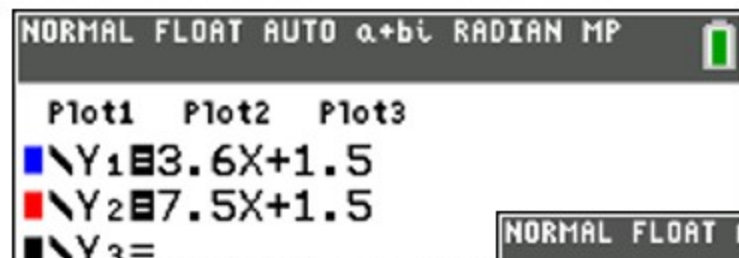 NORMAL FLOAT AUTO a+bi RADIAN MP
Plot1 Plot2 Plot3
\Y₁=3.6X+1.5
\Y₂=7.5X+1.5
\Y₃=
NORMAL FLOAT